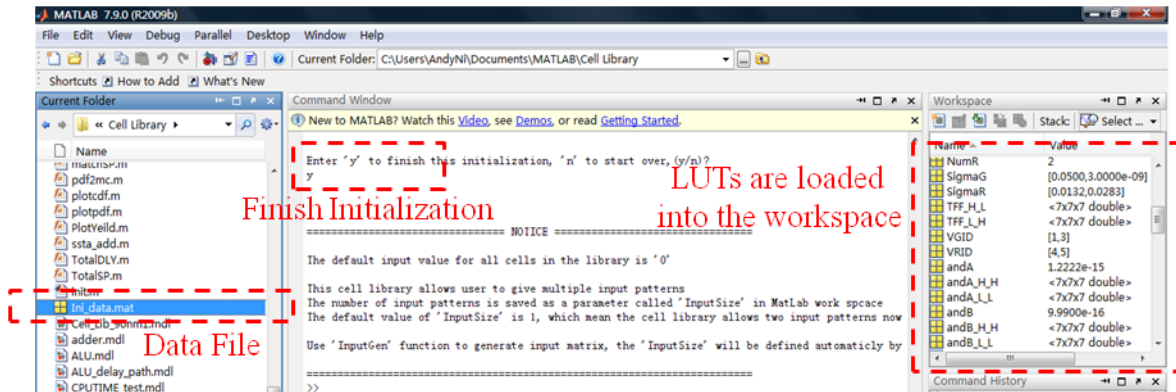 MATLAB 7.9.0 (R2009b)
File Edit View Debug Parallel Desktop Window Help
Current Folder: C:\Users\AndyNi\Documents\MATLAB\Cell Library
Shortcuts How to Add What's New
Current Folder
« Cell Library
Name
matchSP.m
pdf2mc.m
plotcdf.m
plotpdf.m
PlotYeild.m
ssta_add.m
TotalDLY.m
TotalSP.m
Init.m
Ini_data.mat
Cell_Lib_90nm1.mdl
adder.mdl
ALU.mdl
ALU_delay_path.mdl
CPUTIME_test.mdl
Data File
Command Window
New to MATLAB? Watch this Video, see Demos, or read Getting Started.
Enter 'y' to finish this initialization, 'n' to start over, (y/n)?
y
Finish Initialization
LUTs are loaded
into the workspace
============================== NOTICE ==============================
The default input value for all cells in the library is '0'
This cell library allows user to give multiple input patterns
The number of input patterns is saved as a parameter called 'InputSize' in MatLab work spcace
The default value of 'InputSize' is 1, which mean the cell library allows two input patterns now
Use 'InputGen' function to generate input matrix, the 'InputSize' will be defined automaticly by
====================================================================
>>
Workspace
Stack: Select ...
Name Value
NumR 2
SigmaG [0.0500,3.0000e-09]
SigmaR [0.0132,0.0283]
TFF_H_L <7x7x7 double>
TFF_L_H <7x7x7 double>
VGID [1,3]
VRID [4,5]
andA 1.2222e-15
andA_H_H <7x7x7 double>
andA_L_L <7x7x7 double>
andB 9.9900e-16
andB_H_H <7x7x7 double>
andB_L_L <7x7x7 double>
Command History